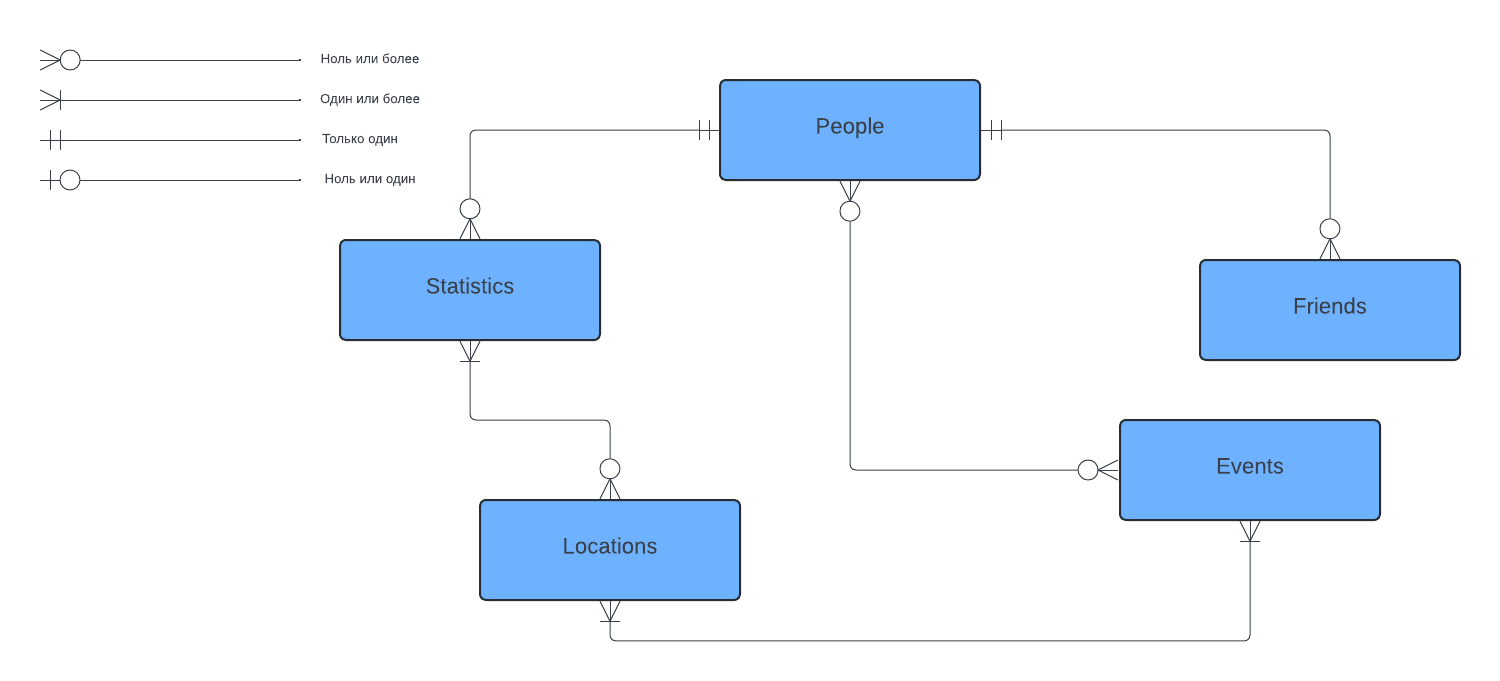 Ноль или более
Один или более
Только один
Ноль или один
People
Statistics
Friends
Events
Locations